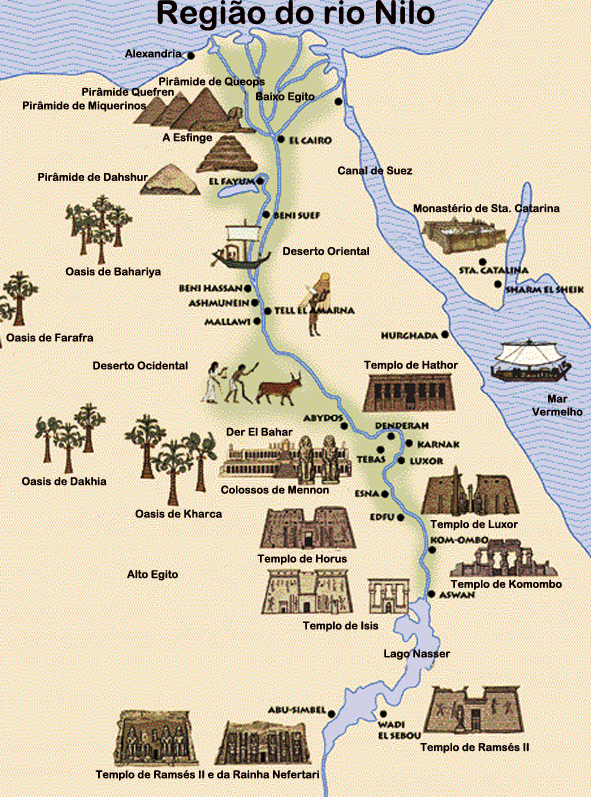 Região do rio Nilo
Alexandria
Pirâmide de Queops
Pirâmide Quefren
Baixo Egito
Pirâmide de Miquerinos
A Esfinge
EL CAIRO
Canal de Suez
Pirâmide de Dahshur
EL FAYUM
Monastério de Sta. Catarina
BENI SUEF
Deserto Oriental
Oasis de Bahariya
STA. CATALINA
SHARM EL SHEIK
BENI HASSAN
ASHMUNEIN
TELL EL AMARNA
MALLAWI
Oasis de Farafra
HURGHADA
Deserto Ocidental
Templo de Hathor
Mar
Vermelho
ABYDOS
DENDERAH
Der El Bahar
KARNAK
TEBAS
LUXOR
Oasis de Dakhia
Colossos de Mennon
ESNA
Oasis de Kharca
EDFU
Templo de Luxor
KOM-OMBO
Templo de Horus
Alto Egito
Templo de Komombo
ASWAN
Templo de Isis
Lago Nasser
ABU-SIMBEL
WADI
EL SEBOU
Templo de Ramsés II
Templo de Ramsés II e da Rainha Nefertari